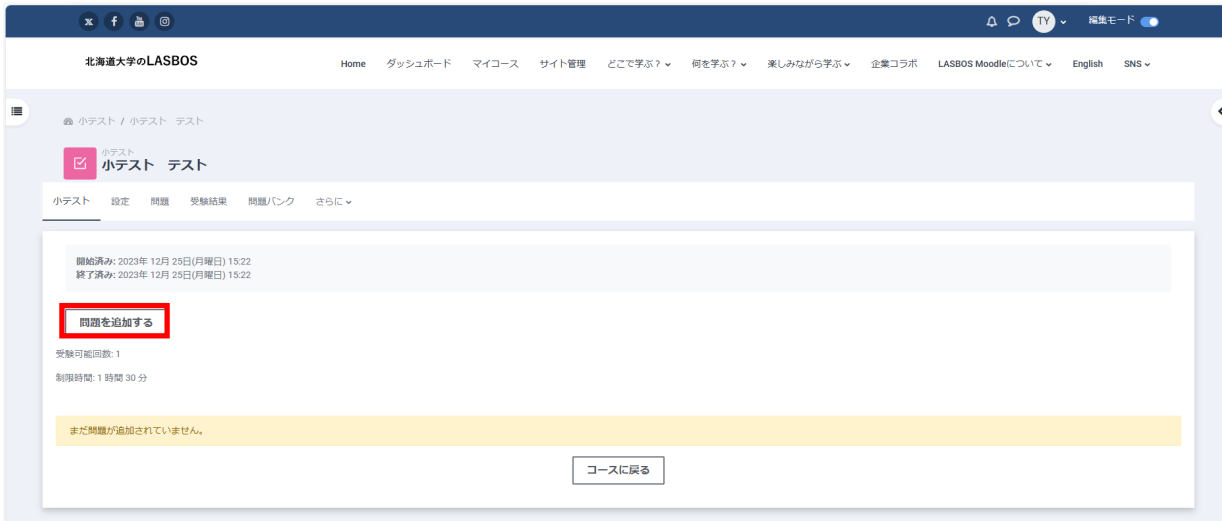 TY
編集モード
北海道大学のLASBOS
Home ダッシュボード マイコース サイト管理 どこで学ぶ? 何を学ぶ? 楽しみながら学ぶ 企業コラボ LASBOS Moodleについて English SNS
小テスト / 小テスト　テスト
小テスト
小テスト　テスト
小テスト 設定 問題 受験結果 問題バンク さらに
開始済み: 2023年 12月 25日(月曜日) 15:22
終了済み: 2023年 12月 25日(月曜日) 15:22
問題を追加する
受験可能回数: 1
制限時間: 1 時間 30 分
まだ問題が追加されていません。
コースに戻る